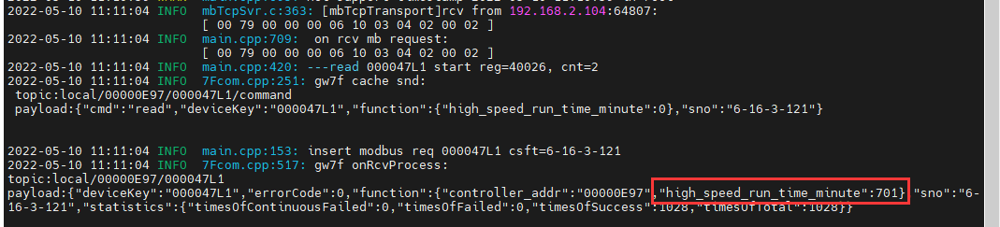 2022-05-10 11:11:04 INFO mbTcpSvr.c:363: [mbTcpTransport]rcv from 192.168.2.104:64807:
[ 00 79 00 00 00 06 10 03 04 02 00 02 ]
2022-05-10 11:11:04 INFO main.cpp:709: on rcv mb request:
[ 00 79 00 00 00 06 10 03 04 02 00 02 ]
2022-05-10 11:11:04 INFO main.cpp:420: ---read 000047L1 start reg=40026, cnt=2
2022-05-10 11:11:04 INFO 7Fcom.cpp:251: gw7f cache snd:
topic:local/00000E97/000047L1/command
payload:{"cmd":"read","deviceKey":"000047L1","function":{"high_speed_run_time_minute":0},"sno":"6-16-3-121"}
2022-05-10 11:11:04 INFO main.cpp:153: insert modbus req 000047L1 csft=6-16-3-121
2022-05-10 11:11:04 INFO 7Fcom.cpp:517: gw7f onRcvProcess:
topic:local/00000E97/000047L1
payload:{"deviceKey":"000047L1","errorCode":0,"function":{"controller_addr":"00000E97","high_speed_run_time_minute":701},"sno":"6-
16-3-121","statistics":{"timesOfContinuousFailed":0,"timesOfFailed":0,"timesOfSuccess":1028,"timesOfTotal":1028}}